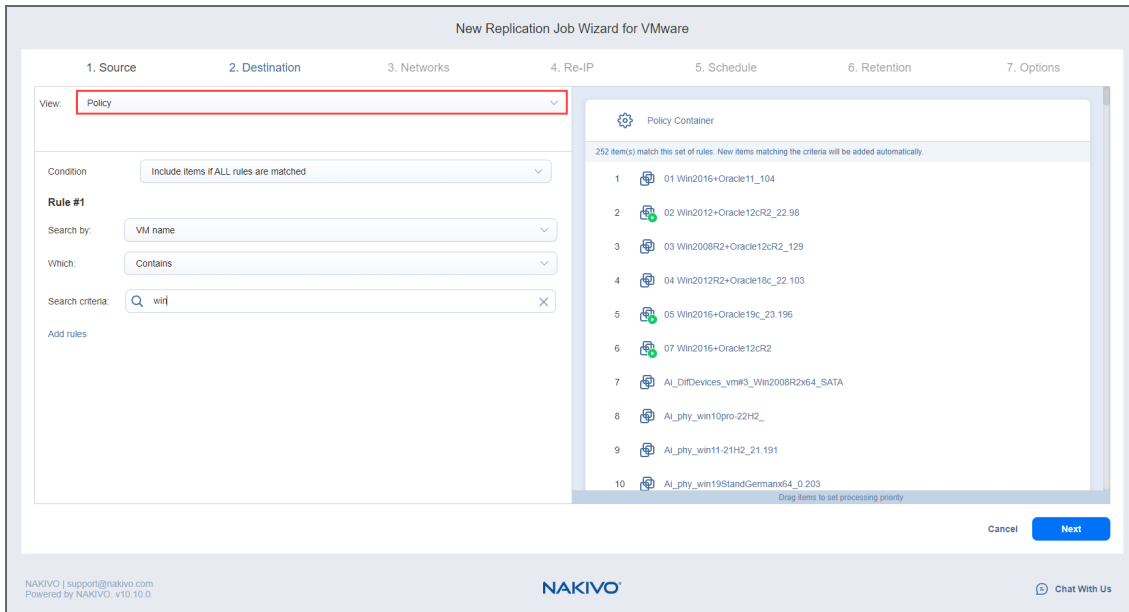 New Replication Job Wizard for VMware
1. Source 2. Destination 3. Networks 4. Re-IP 5. Schedule 6. Retention 7. Options
View: Policy
Condition Include items if ALL rules are matched
Rule #1
Search by: VM name
Which: Contains
Search criteria: win
Add rules
Policy Container
252 item(s) match this set of rules. New items matching the criteria will be added automatically.
1 01 Win2016+Oracle11_104
2 02 Win2012+Oracle12cR2_22.98
3 03 Win2008R2+Oracle12cR2_129
4 04 Win2012R2+Oracle18c_22.103
5 05 Win2016+Oracle19c_23.196
6 07 Win2016+Oracle12cR2
7 Ai_DifDevices_vm#3_Win2008R2x64_SATA
8 Ai_phy_win10pro-22H2_
9 Ai_phy_win11-21H2_21.191
10 Ai_phy_win19StandGermanx64_0.203
Drag items to set processing priority
Cancel Next
NAKIVO | support@nakivo.com
Powered by NAKIVO. v10.10.0.
NAKIVO®
Chat With Us